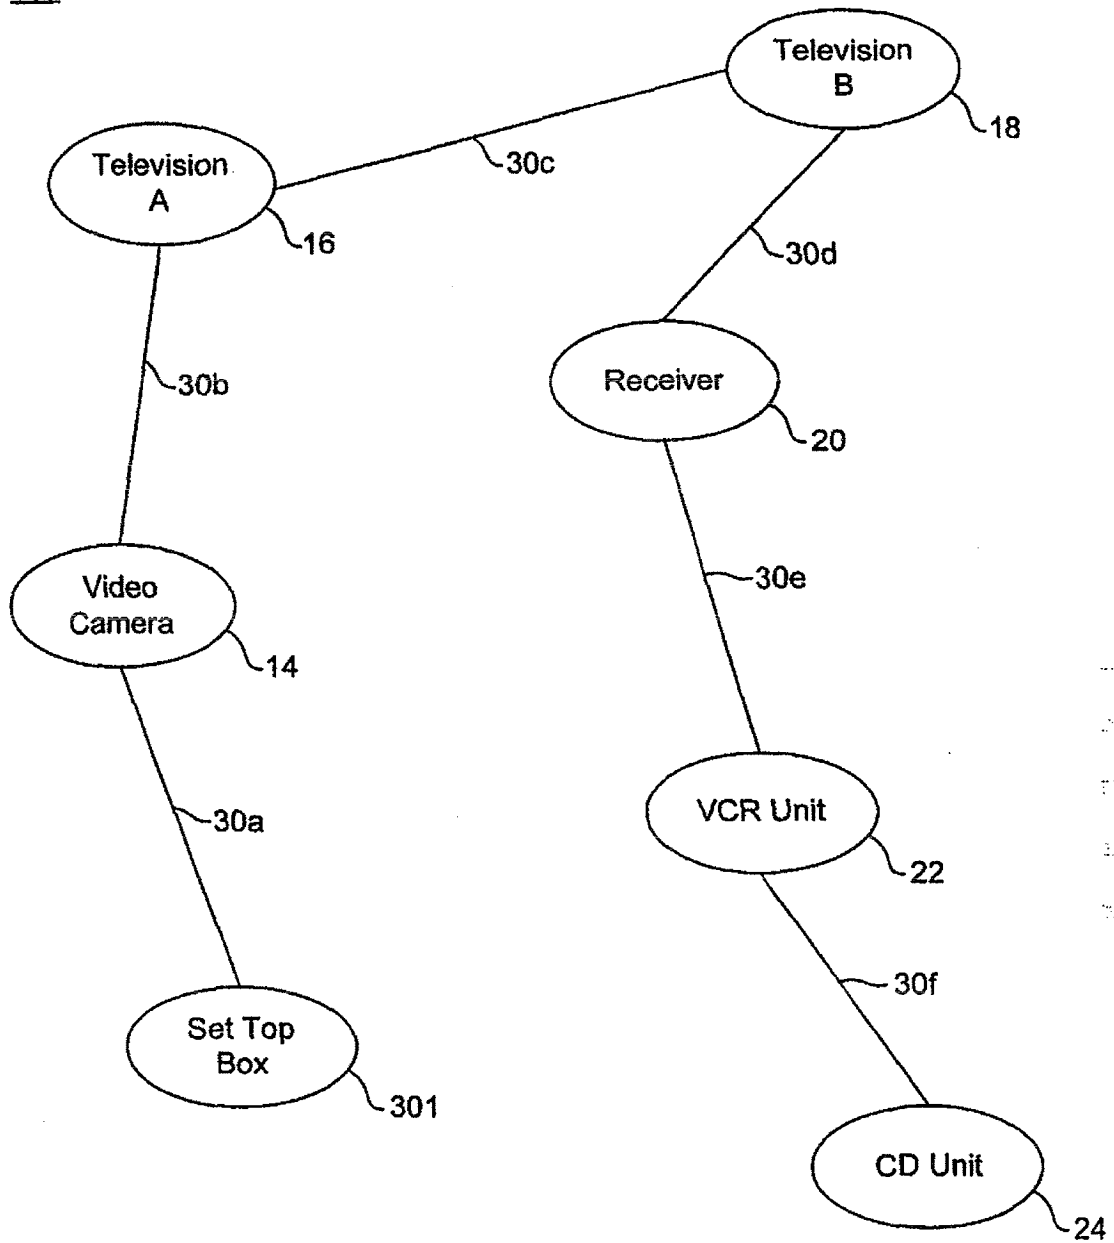 Television
B
18
30c
Television
A
16
30d
30b
Receiver
20
30e
Video
Camera
14
30a
VCR Unit
22
30f
Set Top
Box
301
CD Unit
24